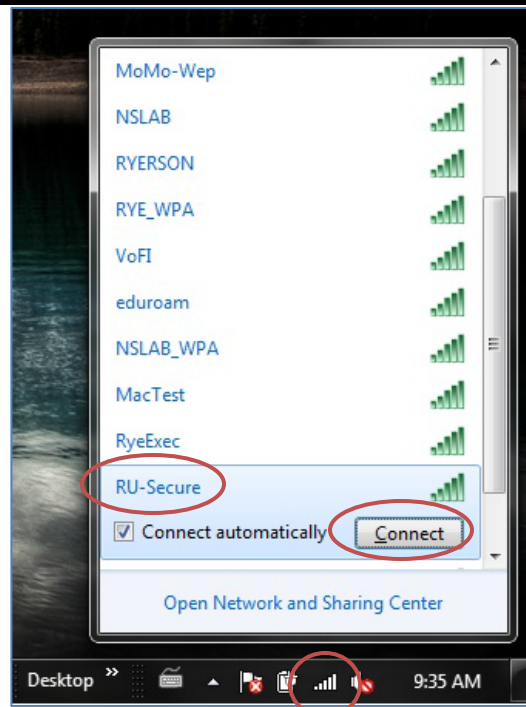 MoMo-Wep
NSLAB
RYERSON
RYE_WPA
VoFI
eduroam
NSLAB_WPA
MacTest
RyeExec
RU-Secure
Connect automatically Connect
Open Network and Sharing Center
Desktop » 9:35 AM